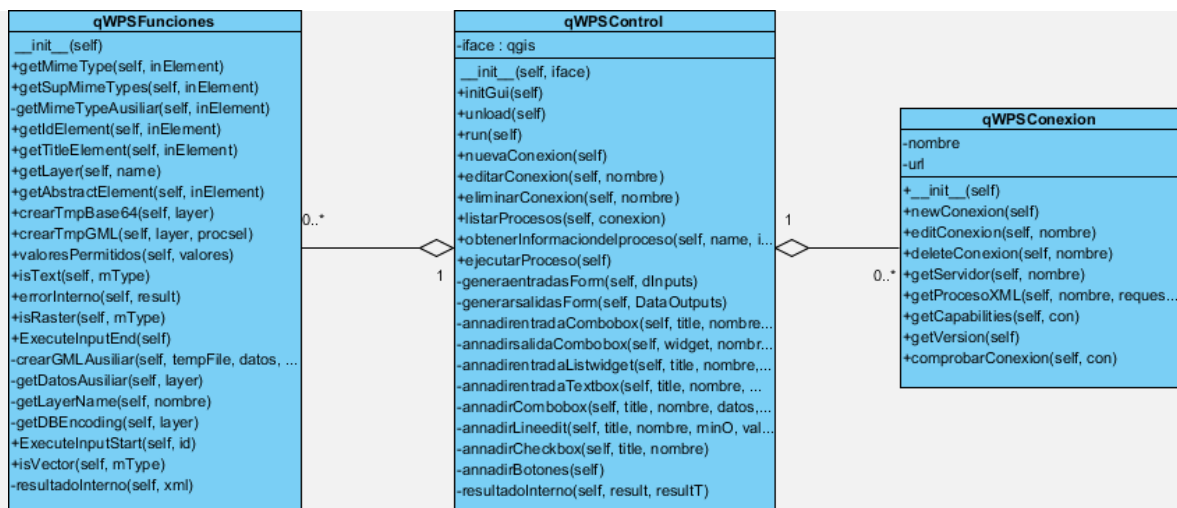 qWPSFunciones
__init__(self)
+getMimeType(self, inElement)
+getSupMimeTypes(self, inElement)
-getMimeTypeAusiliar(self, inElement)
+getIdElement(self, inElement)
+getTitleElement(self, inElement)
+getLayer(self, name)
+getAbstractElement(self, inElement)
+crearTmpBase64(self, layer)
+crearTmpGML(self, layer, procsel)
+valoresPermitidos(self, valores)
+isText(self, mType)
+errorInterno(self, result)
+isRaster(self, mType)
+ExecuteInputEnd(self)
-crearGMLAusiliar(self, tempFile, datos, ...
-getDatosAusiliar(self, layer)
-getLayerName(self, nombre)
-getDBEncoding(self, layer)
+ExecuteInputStart(self, id)
+isVector(self, mType)
-resultadoInterno(self, xml)
0..*
1
qWPSControl
-iface : qgis
__init__(self, iface)
+initGui(self)
+unload(self)
+run(self)
+nuevaConexion(self)
+editarConexion(self, nombre)
+eliminarConexion(self, nombre)
+listarProcesos(self, conexion)
+obtenerInformaciondelproceso(self, name, i...
+ejecutarProceso(self)
-generaentradasForm(self, dInputs)
-generarsalidasForm(self, DataOutputs)
-annadirentradaCombobox(self, title, nombre...
-annadirsalidaCombobox(self, widget, nombr...
-annadirentradaListwidget(self, title, nombre,...
-annadirentradaTextbox(self, title, nombre, ...
-annadirCombobox(self, title, nombre, datos,...
-annadirLineedit(self, title, nombre, minO, val...
-annadirCheckbox(self, title, nombre)
-annadirBotones(self)
-resultadoInterno(self, result, resultT)
1
0..*
qWPSConexion
-nombre
-url
+__init__(self)
+newConexion(self)
+editConexion(self, nombre)
+deleteConexion(self, nombre)
+getServidor(self, nombre)
+getProcesoXML(self, nombre, reques...
+getCapabilities(self, con)
+getVersion(self)
+comprobarConexion(self, con)